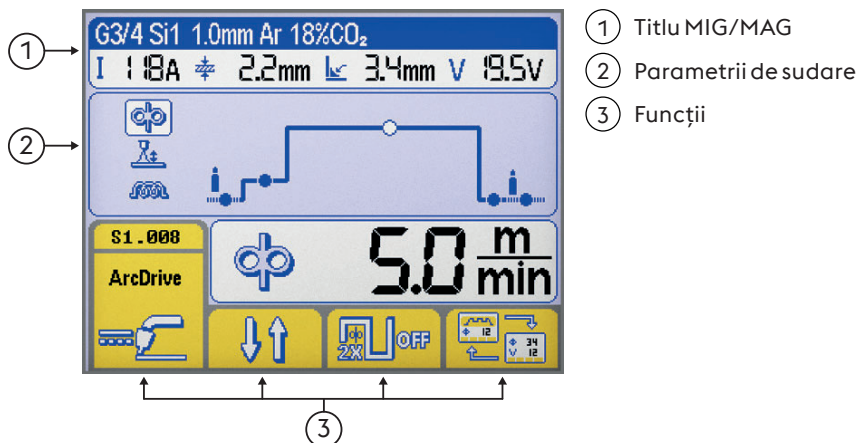 G3/4 Si1 1.0mm Ar 18%CO₂
I 118A 2.2mm 3.4mm V 19.5V
S1.008
ArcDrive
5.0 m/min
2X OFF
12
34
V 12
1
2
3
1 Titlu MIG/MAG
2 Parametrii de sudare
3 Funcții